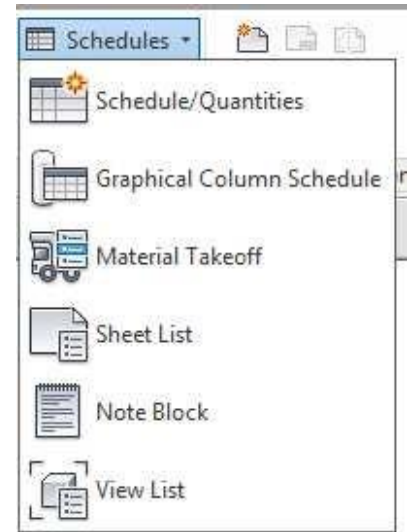 Schedules
Schedule/Quantities
Graphical Column Schedule
Material Takeoff
Sheet List
Note Block
View List